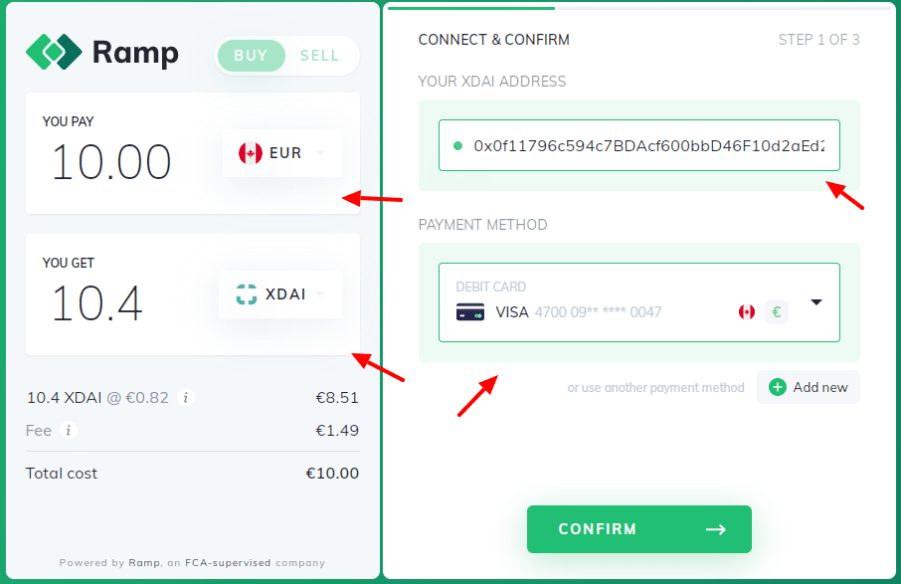 Ramp
BUY SELL
YOU PAY
10.00 EUR
YOU GET
10.4 XDAI
10.4 XDAI @ €0.82 i €8.51
Fee i €1.49
Total cost €10.00
Powered by Ramp, an FCA-supervised company
CONNECT & CONFIRM STEP 1 OF 3
YOUR XDAI ADDRESS
0x0f11796c594c7BDAcf600bbD46F10d2aEd2
PAYMENT METHOD
DEBIT CARD
VISA 4700 09** **** 0047 €
or use another payment method + Add new
CONFIRM →